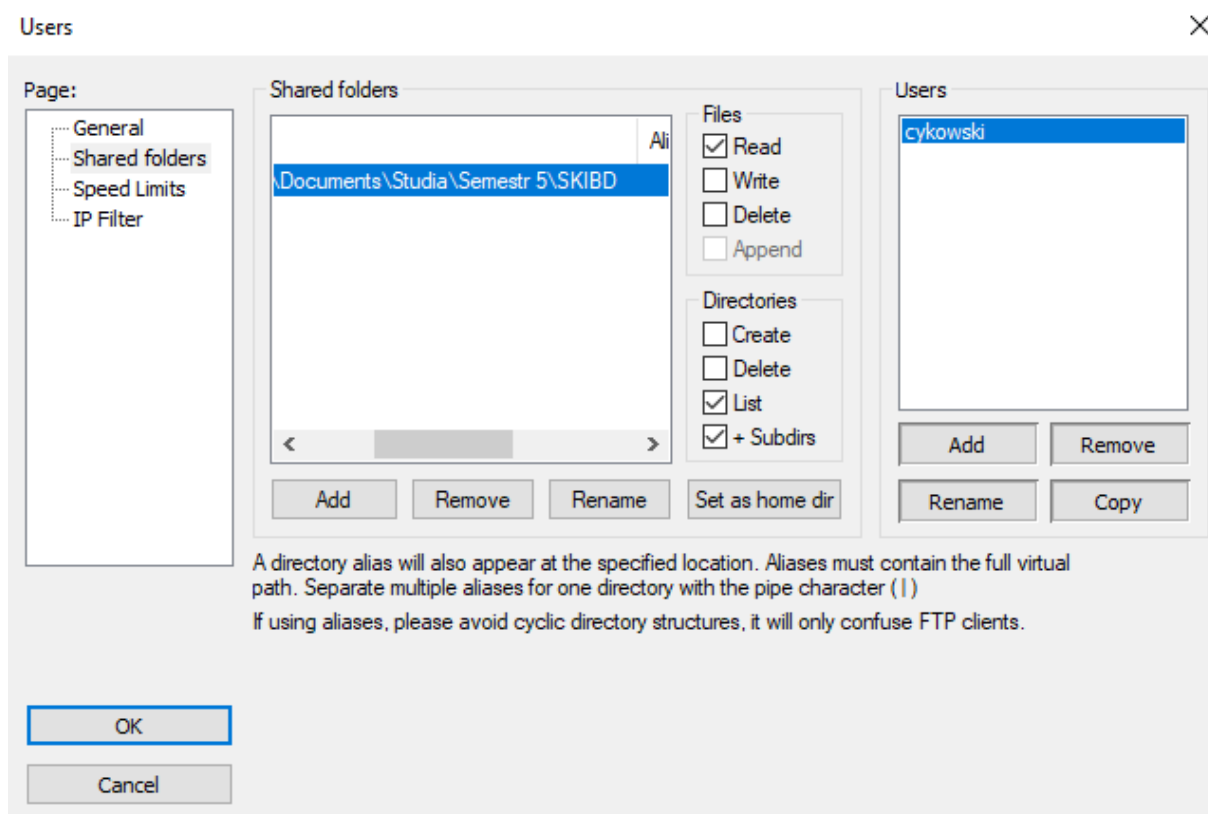 Users
Page:
General
Shared folders
Speed Limits
IP Filter
Shared folders
Ali
\Documents\Studia\Semestr 5\SKIBD
Files
Read
Write
Delete
Append
Directories
Create
Delete
List
+ Subdirs
Add
Remove
Rename
Set as home dir
Users
cykowski
Add
Remove
Rename
Copy
A directory alias will also appear at the specified location. Aliases must contain the full virtual
path. Separate multiple aliases for one directory with the pipe character ( | )
If using aliases, please avoid cyclic directory structures, it will only confuse FTP clients.
OK
Cancel